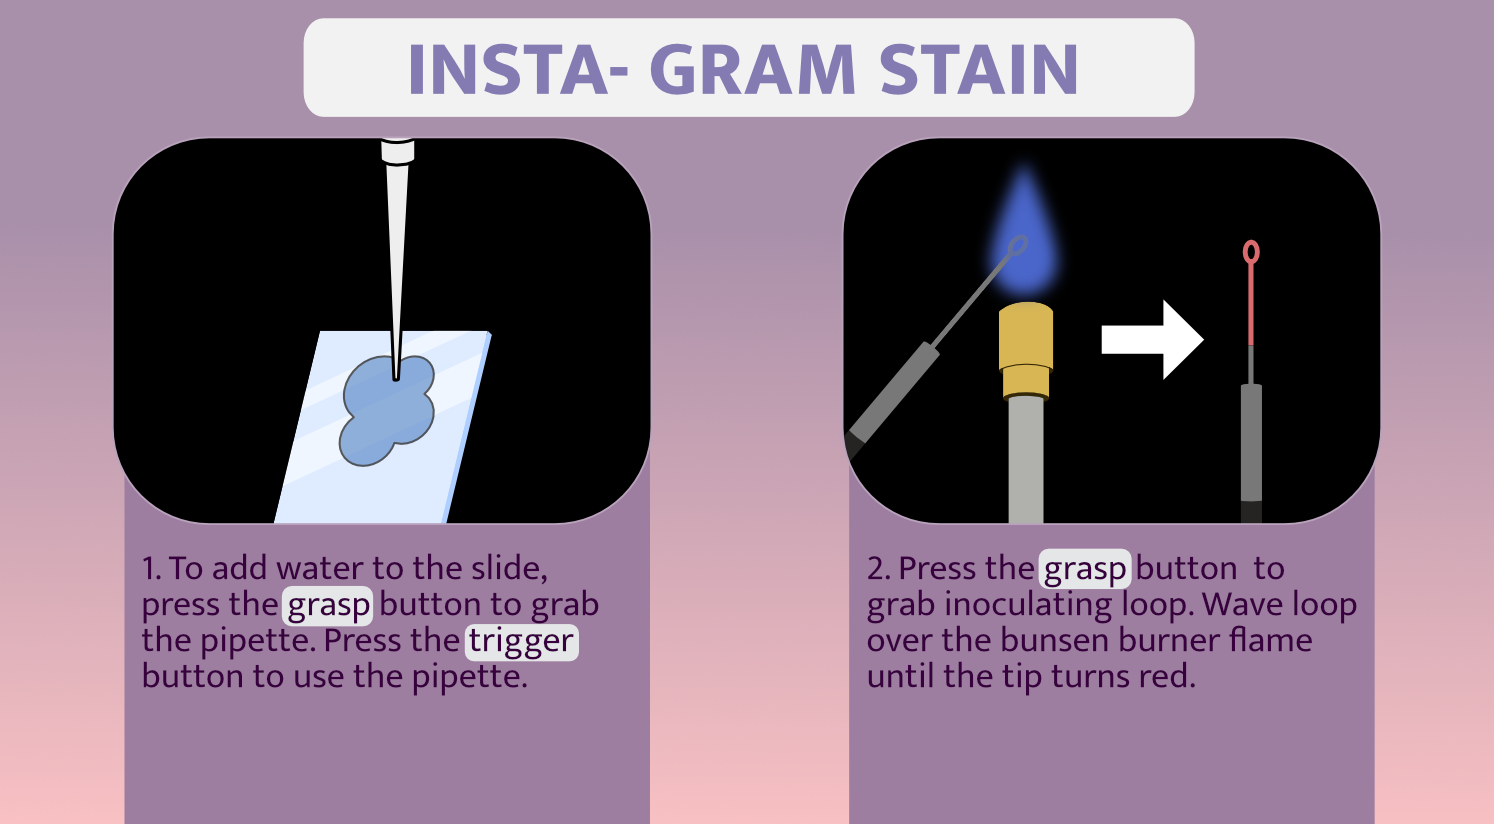 INSTA- GRAM STAIN
1. To add water to the slide,
press the grasp button to grab
the pipette. Press the trigger
button to use the pipette.
2. Press the grasp button to
grab inoculating loop. Wave loop
over the bunsen burner flame
until the tip turns red.